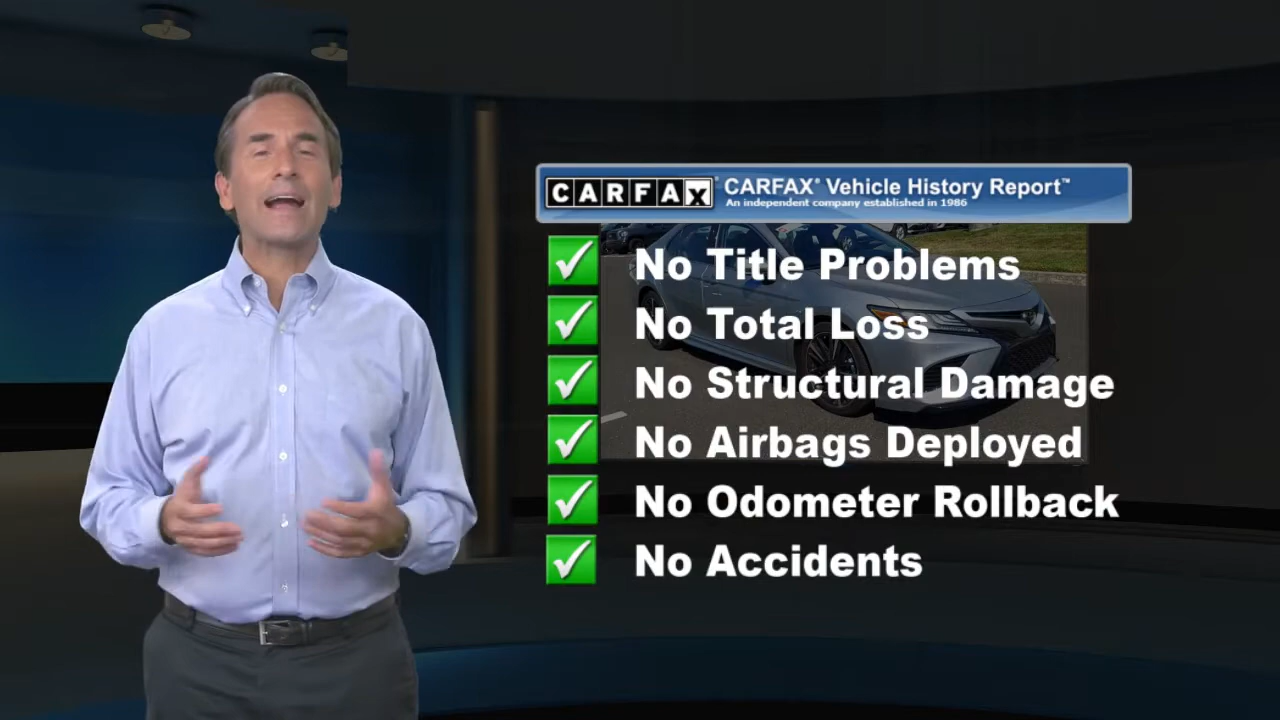 CARFAX® CARFAX® Vehicle History Report™
An independent company established in 1986
No Title Problems
No Total Loss
No Structural Damage
No Airbags Deployed
No Odometer Rollback
No Accidents